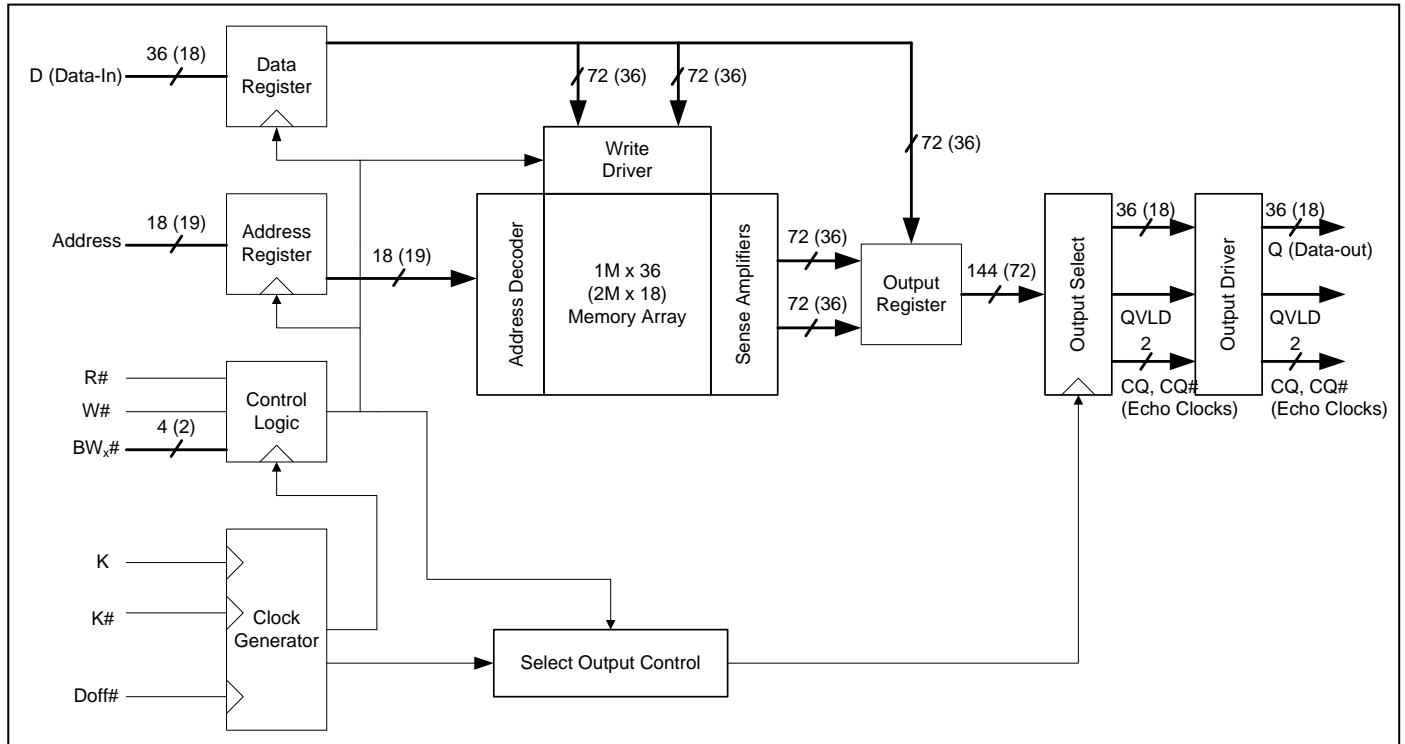 36 (18)
D (Data-In)
Data
Register
72 (36)
72 (36)
72 (36)
Write
Driver
18 (19)
Address
Address
Register
18 (19)
Address Decoder
1M x 36
(2M x 18)
Memory Array
Sense Amplifiers
72 (36)
72 (36)
Output
Register
144 (72)
Output Select
36 (18)
QVLD
2
CQ, CQ#
(Echo Clocks)
Output Driver
36 (18)
Q (Data-out)
QVLD
2
CQ, CQ#
(Echo Clocks)
R#
W#
4 (2)
BWx#
Control
Logic
K
K#
Doff#
Clock
Generator
Select Output Control